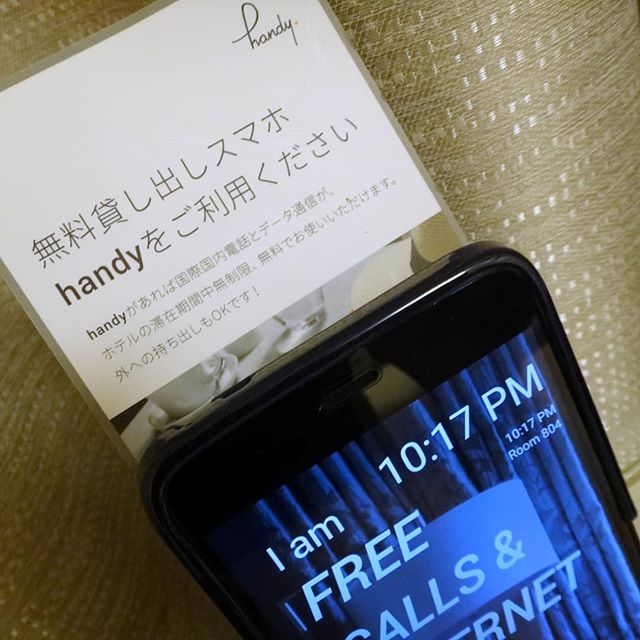 handy.
無料貸し出しスマホ
handyをご利用ください
handyがあれば国際国内電話とデータ通信が、
ホテルの滞在期間中無制限、無料でお使いいただけます。
外への持ち出しもOKです!
10:17 PM
10:17 PM
Room 804
I am
FREE
CALLS &